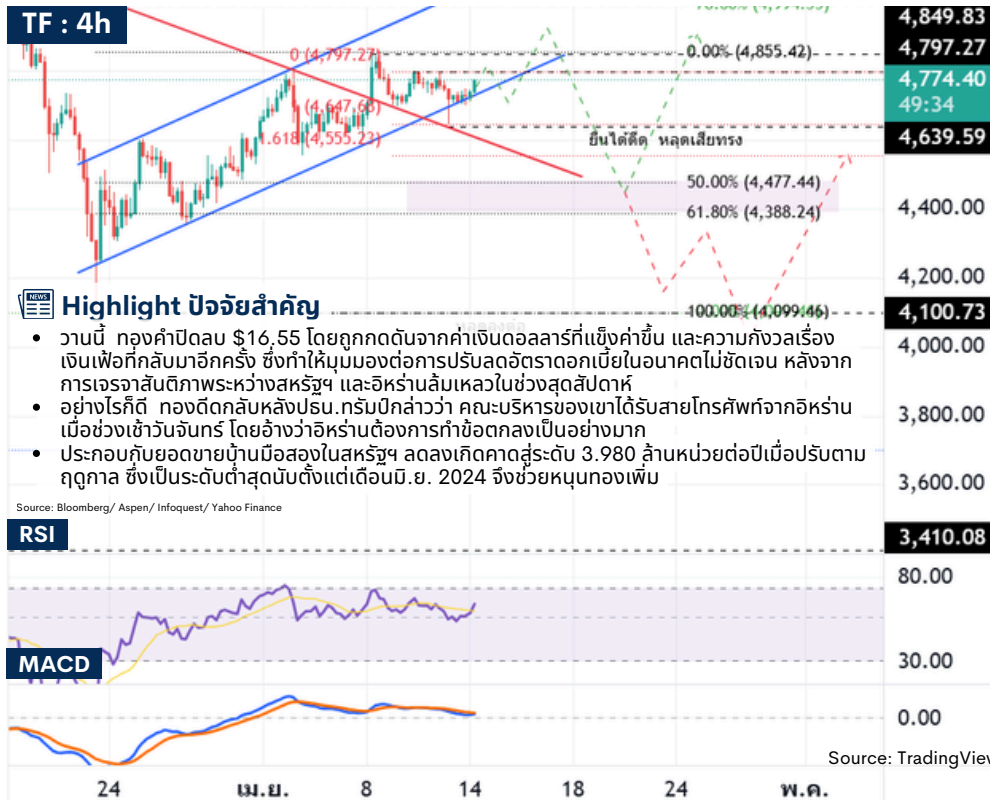 TF : 4h
78.60% (4,994.55)
4,849.83
0 (4,797.27)
0.00% (4,855.42)
4,797.27
4,774.40
49:34
(4,647.68)
1.618 (4,555.23)
ยืนได้ดีด หลุดเสียทรง
4,639.59
50.00% (4,477.44)
61.80% (4,388.24)
4,400.00
4,200.00
NEWS
Highlight ปัจจัยสำคัญ
100.00% (4,099.46)
4,100.73
• วานนี้ ทองคำปิดลบ $16.55 โดยถูกกดดันจากค่าเงินดอลลาร์ที่แข็งค่าขึ้น และความกังวลเรื่อง
เงินเฟ้อที่กลับมาอีกครั้ง ซึ่งทำให้มุมมองต่อการปรับลดอัตราดอกเบี้ยในอนาคตไม่ชัดเจน หลังจาก
การเจรจาสันติภาพระหว่างสหรัฐฯ และอิหร่านล้มเหลวในช่วงสุดสัปดาห์
4,000.00
• อย่างไรก็ดี ทองดีดกลับหลังปธน.ทรัมป์กล่าวว่า คณะบริหารของเขาได้รับสายโทรศัพท์จากอิหร่าน
เมื่อช่วงเช้าวันจันทร์ โดยอ้างว่าอิหร่านต้องการทำข้อตกลงเป็นอย่างมาก
3,800.00
• ประกอบกับยอดขายบ้านมือสองในสหรัฐฯ ลดลงเกิดคาดสู่ระดับ 3.980 ล้านหน่วยต่อปีเมื่อปรับตาม
ฤดูกาล ซึ่งเป็นระดับต่ำสุดนับตั้งแต่เดือนมิ.ย. 2024 จึงช่วยหนุนทองเพิ่ม
3,600.00
Source: Bloomberg/ Aspen/ Infoquest/ Yahoo Finance
RSI
3,410.08
80.00
30.00
MACD
0.00
Source: TradingView
24
เม.ย.
8
14
18
24
พ.ค.